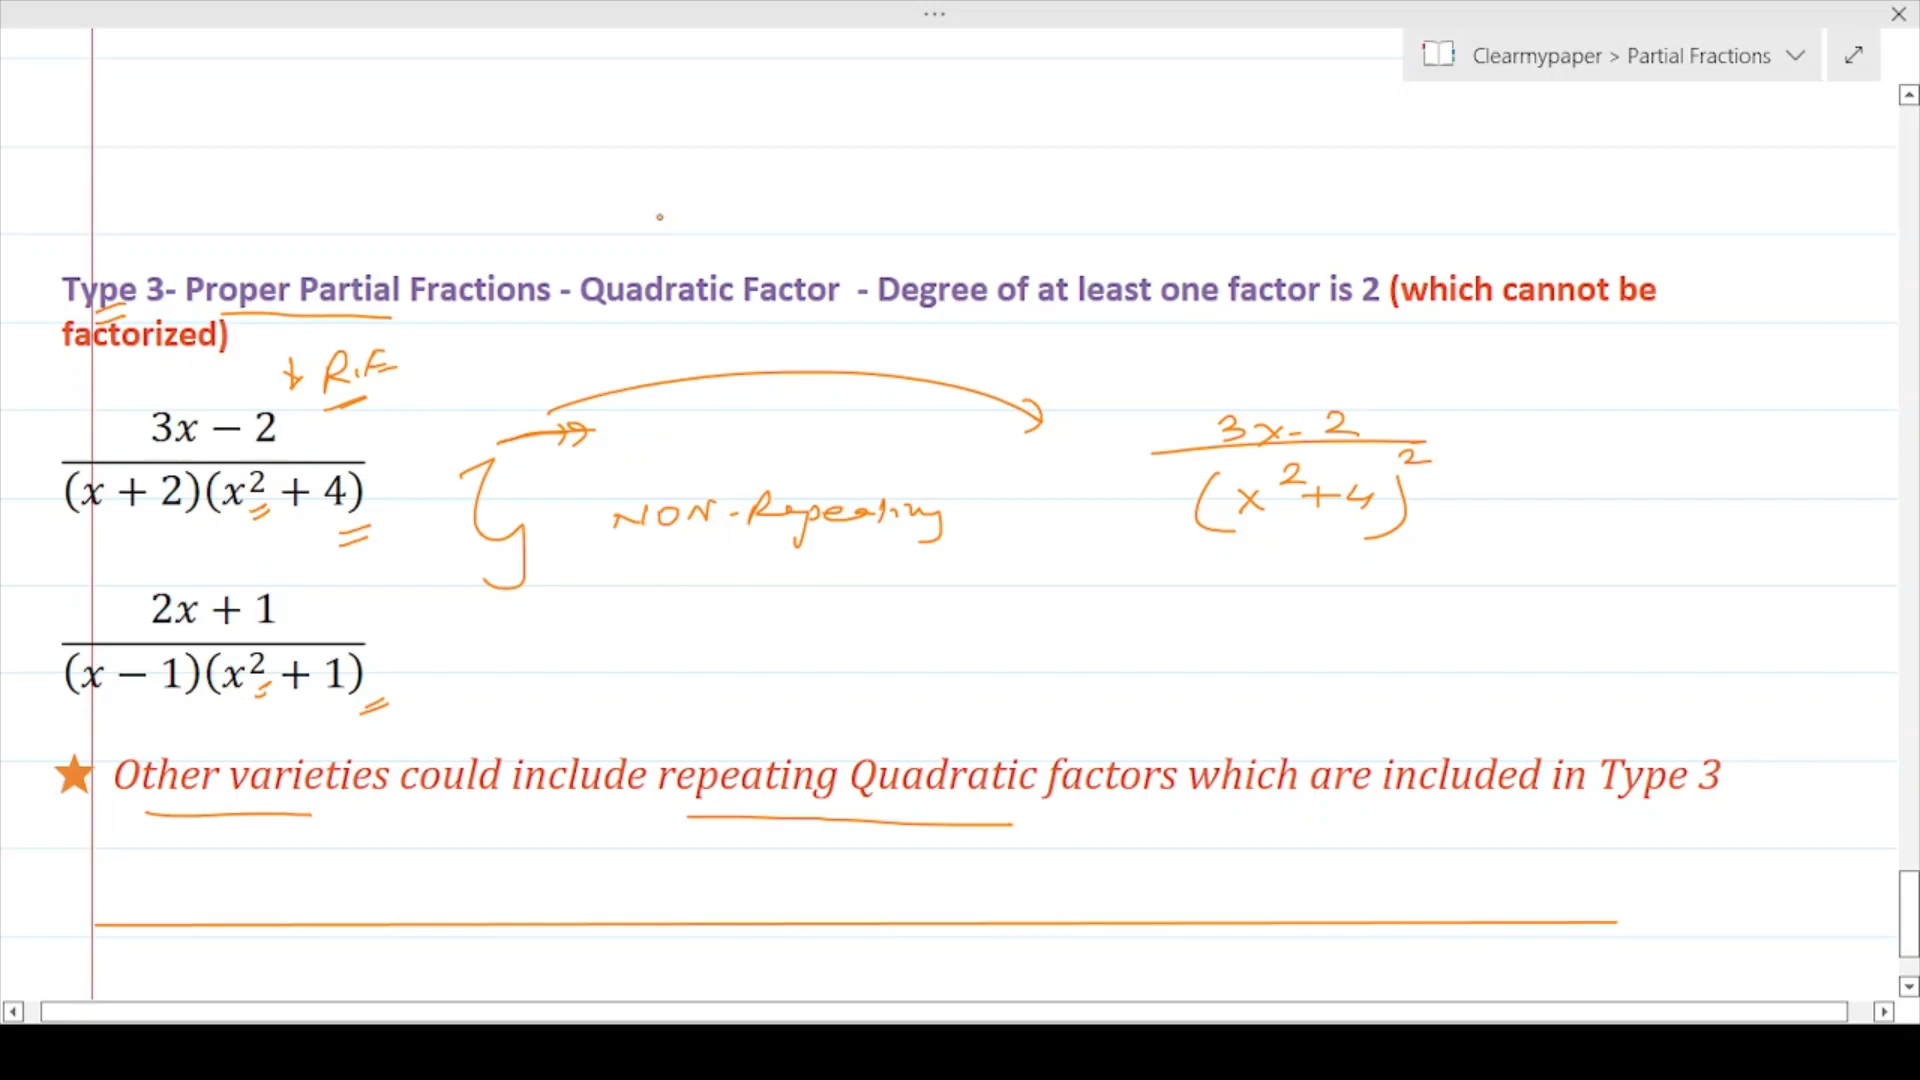 Clearmypaper > Partial Fractions
Type 3- Proper Partial Fractions - Quadratic Factor - Degree of at least one factor is 2 (which cannot be
factorized)
↓ R.F
3x − 2
(x + 2)(x² + 4)
NON-Repeating
3x - 2
(x² + 4)²
2x + 1
(x − 1)(x² + 1)
★ Other varieties could include repeating Quadratic factors which are included in Type 3